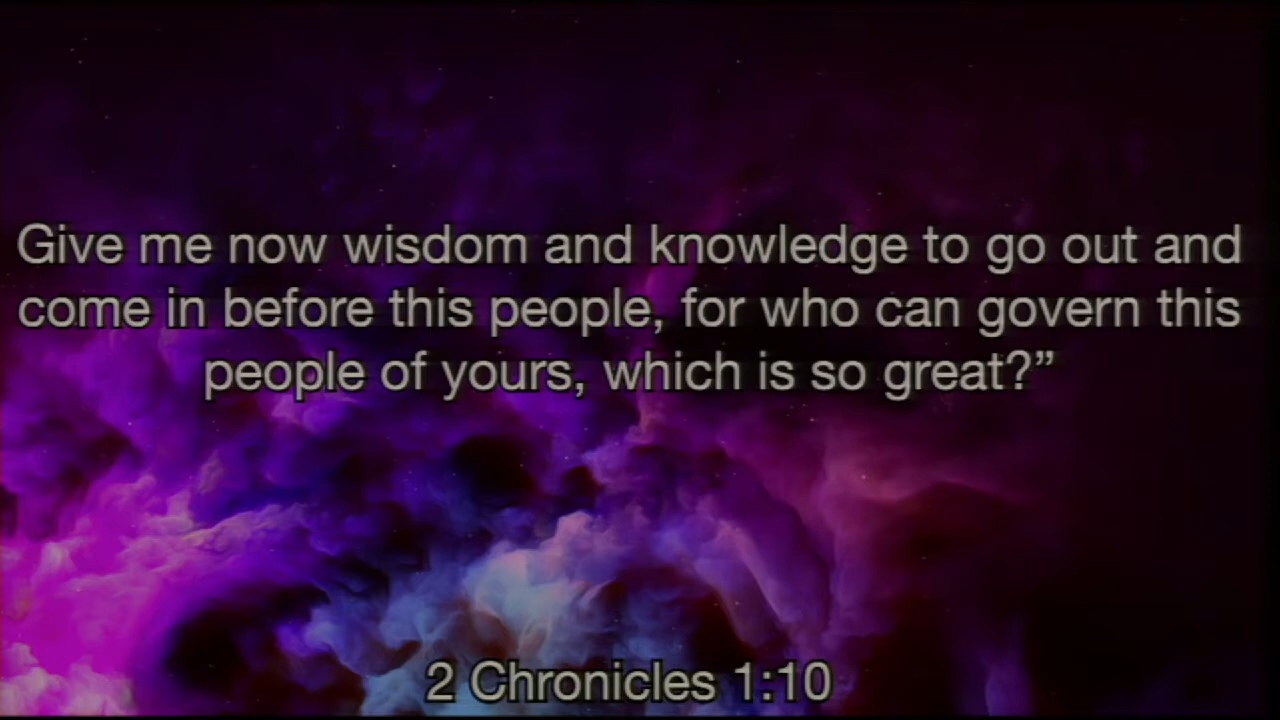 Give me now wisdom and knowledge to go out and
come in before this people, for who can govern this
people of yours, which is so great?”
2 Chronicles 1:10